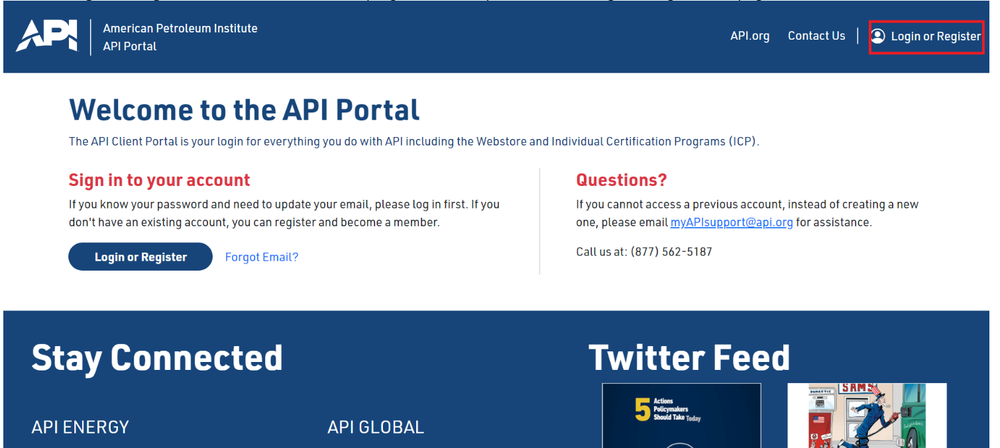 API
American Petroleum Institute
API Portal
API.org
Contact Us
Login or Register
Welcome to the API Portal
The API Client Portal is your login for everything you do with API including the Webstore and Individual Certification Programs (ICP).
Sign in to your account
If you know your password and need to update your email, please log in first. If you
don't have an existing account, you can register and become a member.
Login or Register
Forgot Email?
Questions?
If you cannot access a previous account, instead of creating a new
one, please email myAPIsupport@api.org for assistance.
Call us at: (877) 562-5187
Stay Connected
API ENERGY
API GLOBAL
Twitter Feed
5 Actions
Policymakers
Should Take Today
DOMESTIC
SAMS